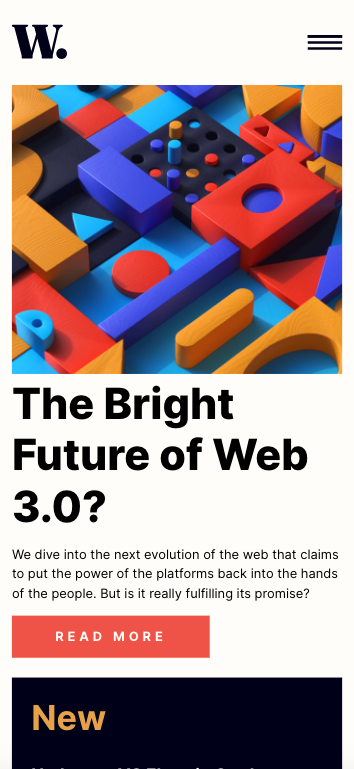 W.
The Bright
Future of Web
3.0?
We dive into the next evolution of the web that claims
to put the power of the platforms back into the hands
of the people. But is it really fulfilling its promise?
READ MORE
New